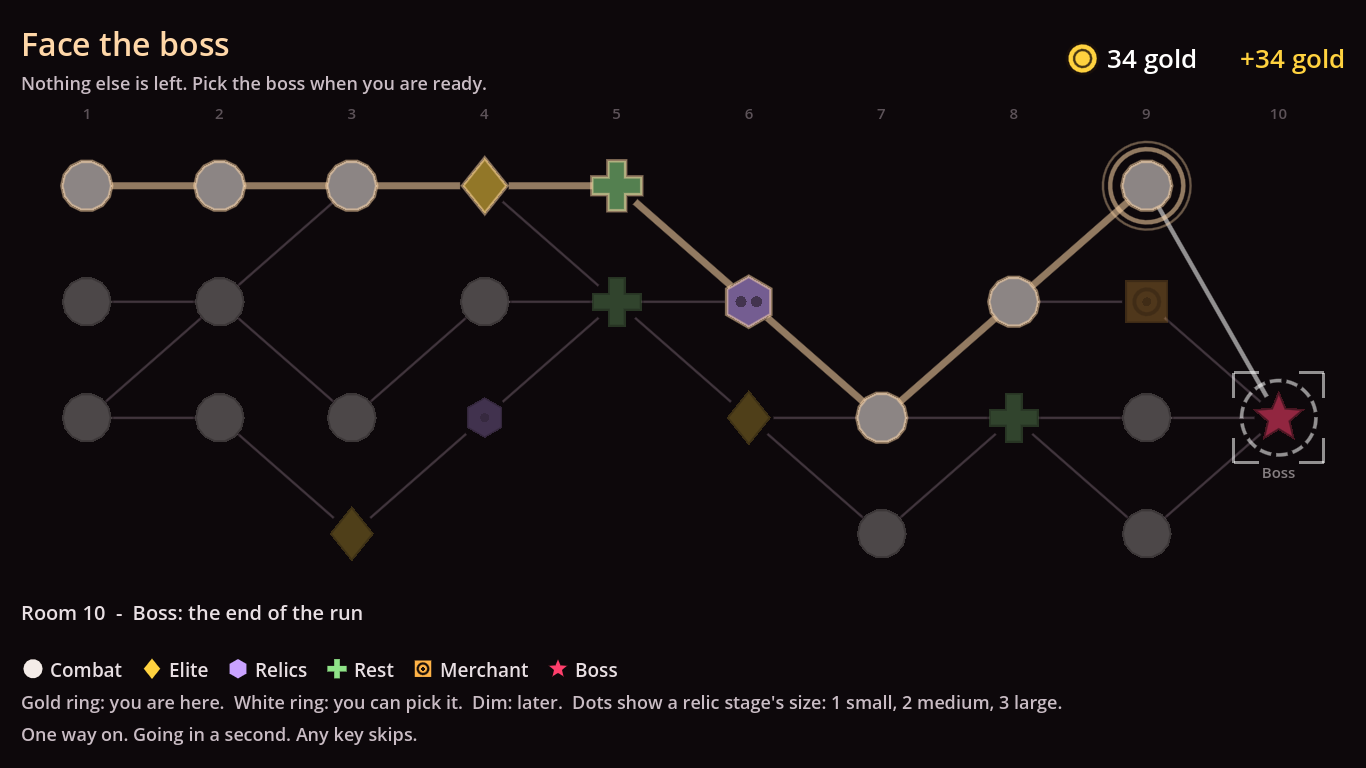 Face the boss
34 gold +34 gold
Nothing else is left. Pick the boss when you are ready.
1 2 3 4 5 6 7 8 9 10
Boss
Room 10 - Boss: the end of the run
Combat Elite Relics Rest Merchant Boss
Gold ring: you are here. White ring: you can pick it. Dim: later. Dots show a relic stage's size: 1 small, 2 medium, 3 large.
One way on. Going in a second. Any key skips.